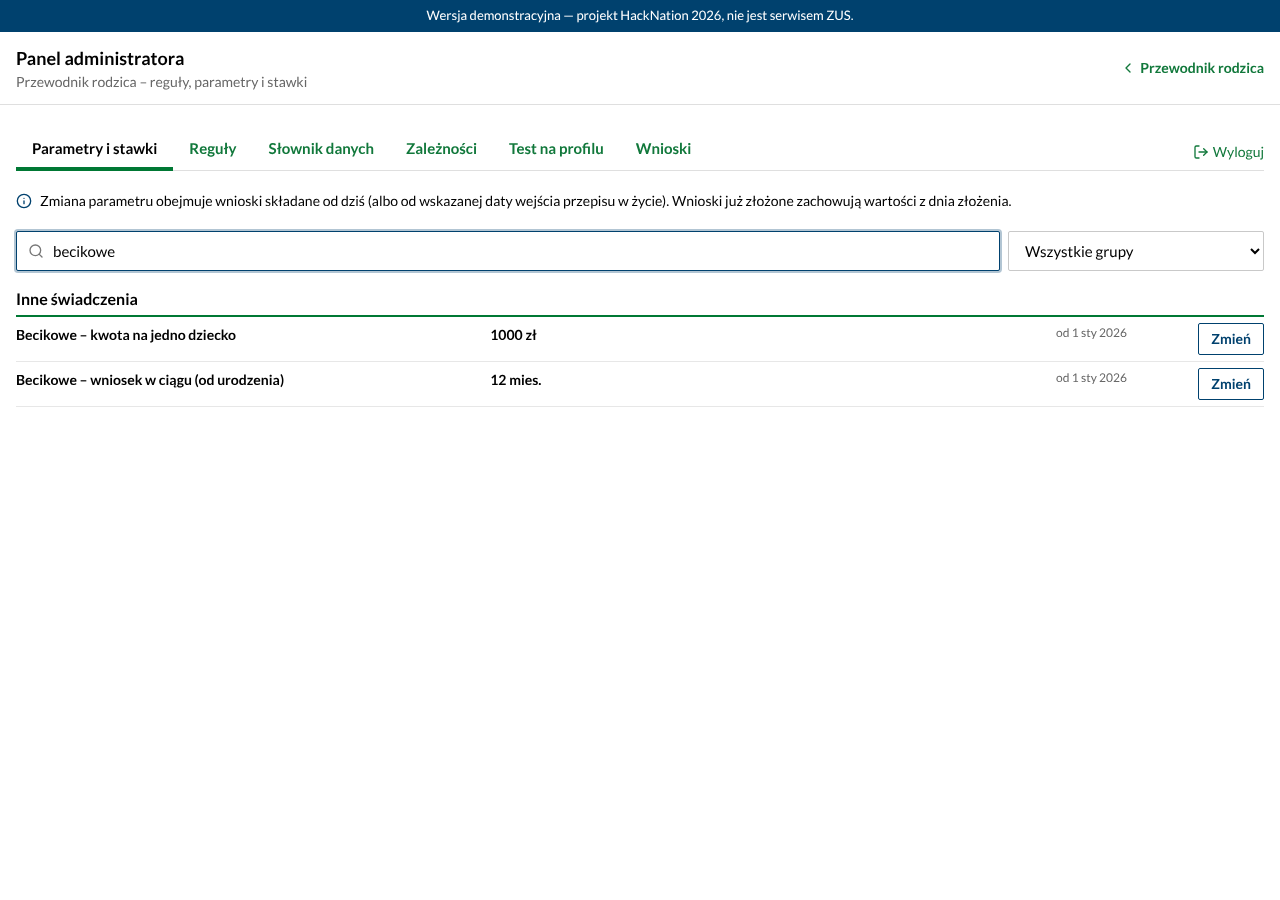 Wersja demonstracyjna — projekt HackNation 2026, nie jest serwisem ZUS.
Panel administratora
Przewodnik rodzica – reguły, parametry i stawki
Przewodnik rodzica
Parametry i stawki
Reguły
Słownik danych
Zależności
Test na profilu
Wnioski
Wyloguj
Zmiana parametru obejmuje wnioski składane od dziś (albo od wskazanej daty wejścia przepisu w życie). Wnioski już złożone zachowują wartości z dnia złożenia.
becikowe
Wszystkie grupy
Inne świadczenia
Becikowe – kwota na jedno dziecko 1000 zł od 1 sty 2026 Zmień
Becikowe – wniosek w ciągu (od urodzenia) 12 mies. od 1 sty 2026 Zmień